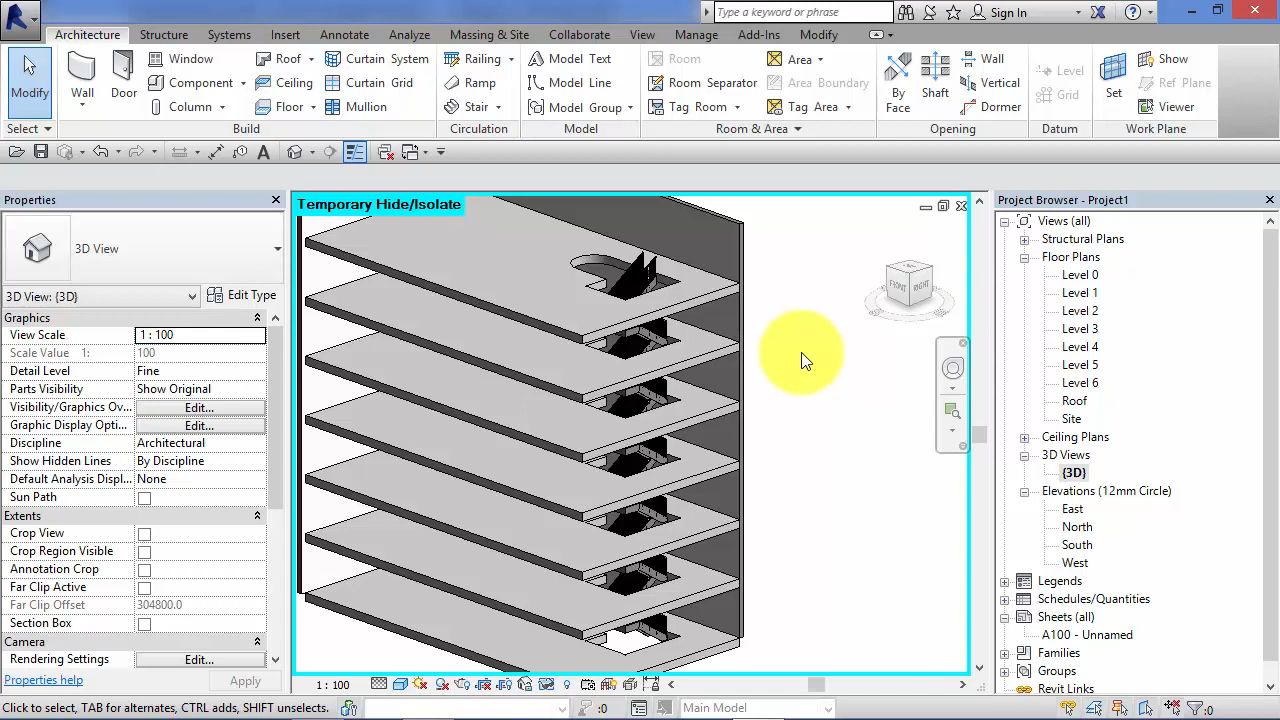 Type a keyword or phrase
Sign In
Architecture Structure Systems Insert Annotate Analyze Massing & Site Collaborate View Manage Add-Ins Modify
Modify
Wall
Door
Window
Component
Column
Roof
Ceiling
Floor
Curtain System
Curtain Grid
Mullion
Railing
Ramp
Stair
Model Text
Model Line
Model Group
Room
Room Separator
Tag Room
Area
Area Boundary
Tag Area
By
Face
Shaft
Wall
Vertical
Dormer
Level
Grid
Set
Show
Ref Plane
Viewer
Select Build Circulation Model Room & Area Opening Datum Work Plane
Properties
3D View
3D View: {3D} Edit Type
Graphics
View Scale 1 : 100
Scale Value 1: 100
Detail Level Fine
Parts Visibility Show Original
Visibility/Graphics Ov... Edit...
Graphic Display Opti... Edit...
Discipline Architectural
Show Hidden Lines By Discipline
Default Analysis Displ... None
Sun Path
Extents
Crop View
Crop Region Visible
Annotation Crop
Far Clip Active
Far Clip Offset 304800.0
Section Box
Camera
Rendering Settings Edit...
Properties help Apply
Temporary Hide/Isolate
FRONT RIGHT
1 : 100
Project Browser - Project1
Views (all)
Structural Plans
Floor Plans
Level 0
Level 1
Level 2
Level 3
Level 4
Level 5
Level 6
Roof
Site
Ceiling Plans
3D Views
{3D}
Elevations (12mm Circle)
East
North
South
West
Legends
Schedules/Quantities
Sheets (all)
A100 - Unnamed
Families
Groups
Revit Links
Click to select, TAB for alternates, CTRL adds, SHIFT unselects. :0 Main Model :0